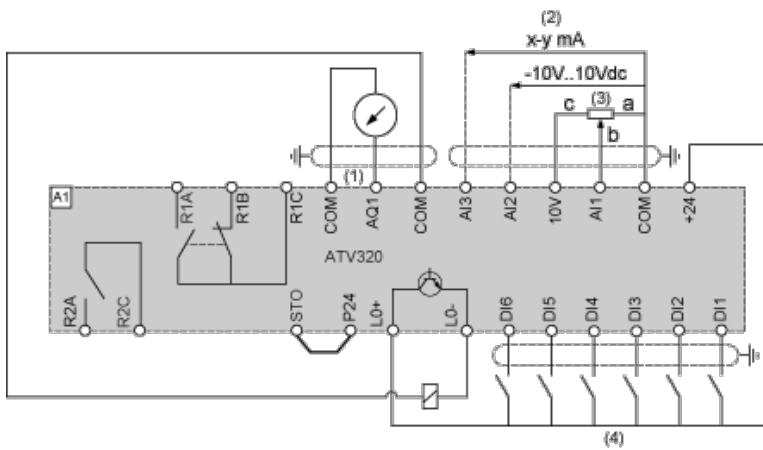 (2)
x-y mA
-10V..10Vdc
c (3) a
b
(1)
A1
R1A R1B R1C COM AQ1 COM AI3 AI2 10V AI1 COM +24
ATV320
R2A R2C STO P24 L0+ L0- DI6 DI5 DI4 DI3 DI2 DI1
(4)